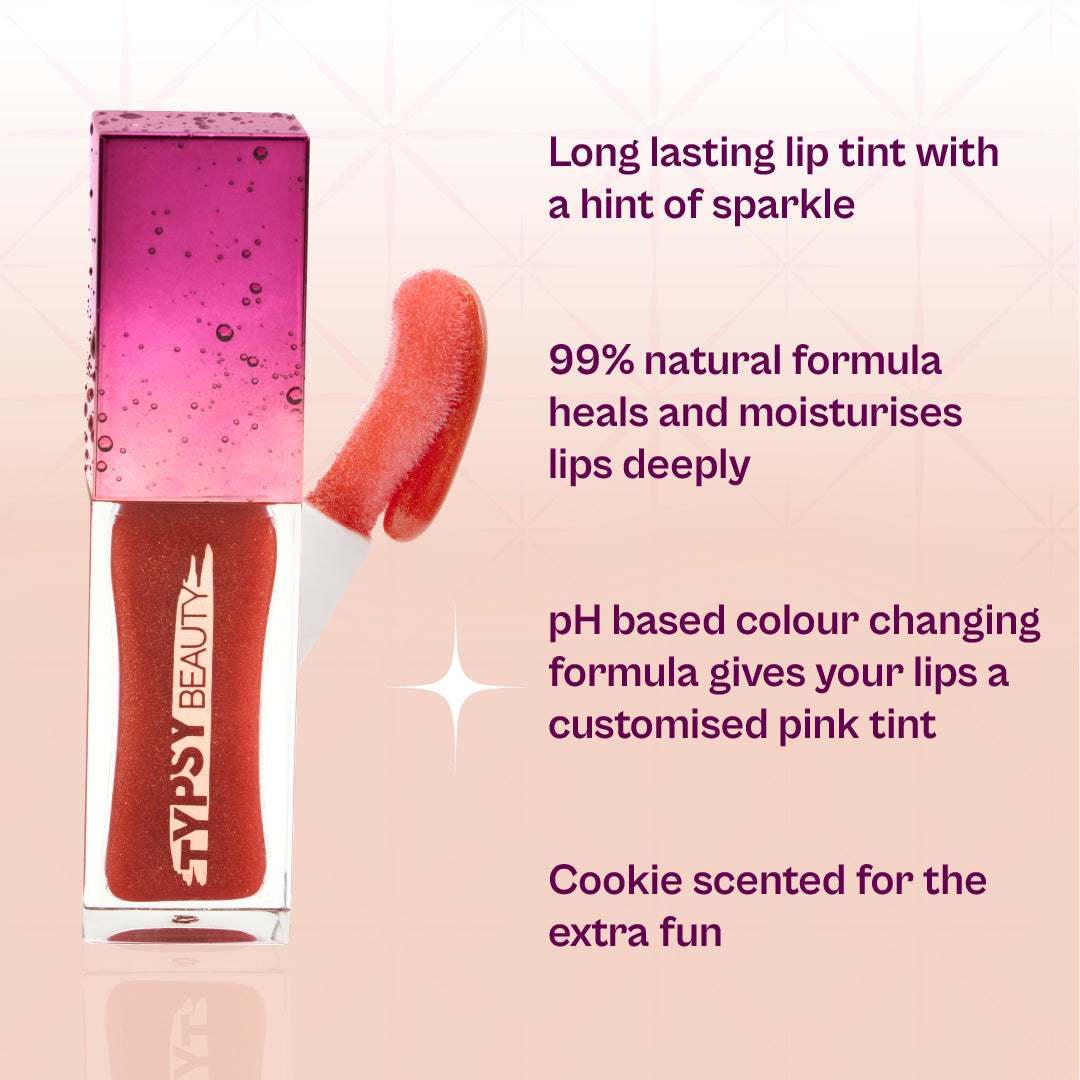 TYPSY BEAUTY
Long lasting lip tint with
a hint of sparkle
99% natural formula
heals and moisturises
lips deeply
pH based colour changing
formula gives your lips a
customised pink tint
Cookie scented for the
extra fun
TYPSY